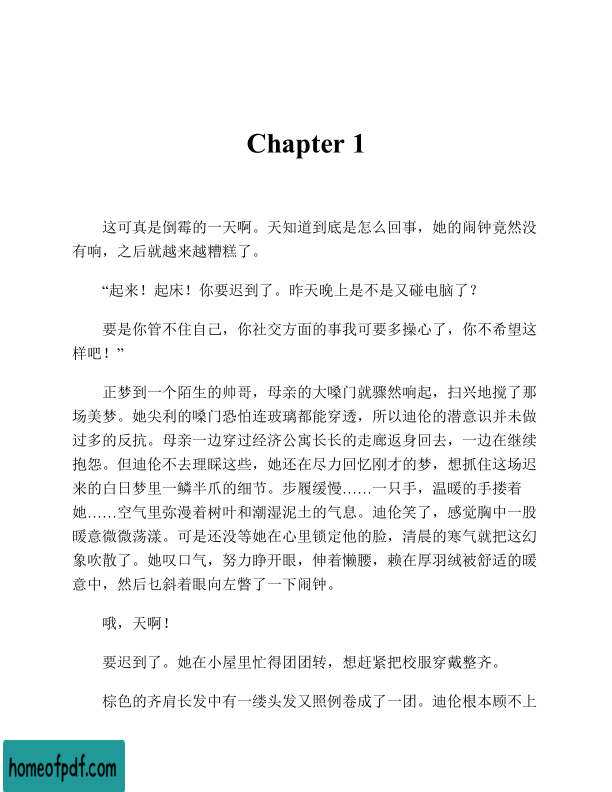 Chapter 1
这可真是倒霉的一天啊。天知道到底是怎么回事，她的闹钟竟然没
有响，之后就越来越糟糕了。
“起来！起床！你要迟到了。昨天晚上是不是又碰电脑了？
要是你管不住自己，你社交方面的事我可要多操心了，你不希望这
样吧！”
正梦到一个陌生的帅哥，母亲的大嗓门就骤然响起，扫兴地搅了那
场美梦。她尖利的嗓门恐怕连玻璃都能穿透，所以迪伦的潜意识并未做
过多的反抗。母亲一边穿过经济公寓长长的走廊返身回去，一边在继续
抱怨。但迪伦不去理睬这些，她还在尽力回忆刚才的梦，想抓住这场迟
来的白日梦里一鳞半爪的细节。步履缓慢……一只手，温暖的手搂着
她……空气里弥漫着树叶和潮湿泥土的气息。迪伦笑了，感觉胸中一股
暖意微微荡漾。可是还没等她在心里锁定他的脸，清晨的寒气就把这幻
象吹散了。她叹口气，努力睁开眼，伸着懒腰，赖在厚羽绒被舒适的暖
意中，然后乜斜着眼向左瞥了一下闹钟。
哦，天啊！
要迟到了。她在小屋里忙得团团转，想赶紧把校服穿戴整齐。
棕色的齐肩长发中有一缕头发又照例卷成了一团。迪伦根本顾不上
homeofpdf.com